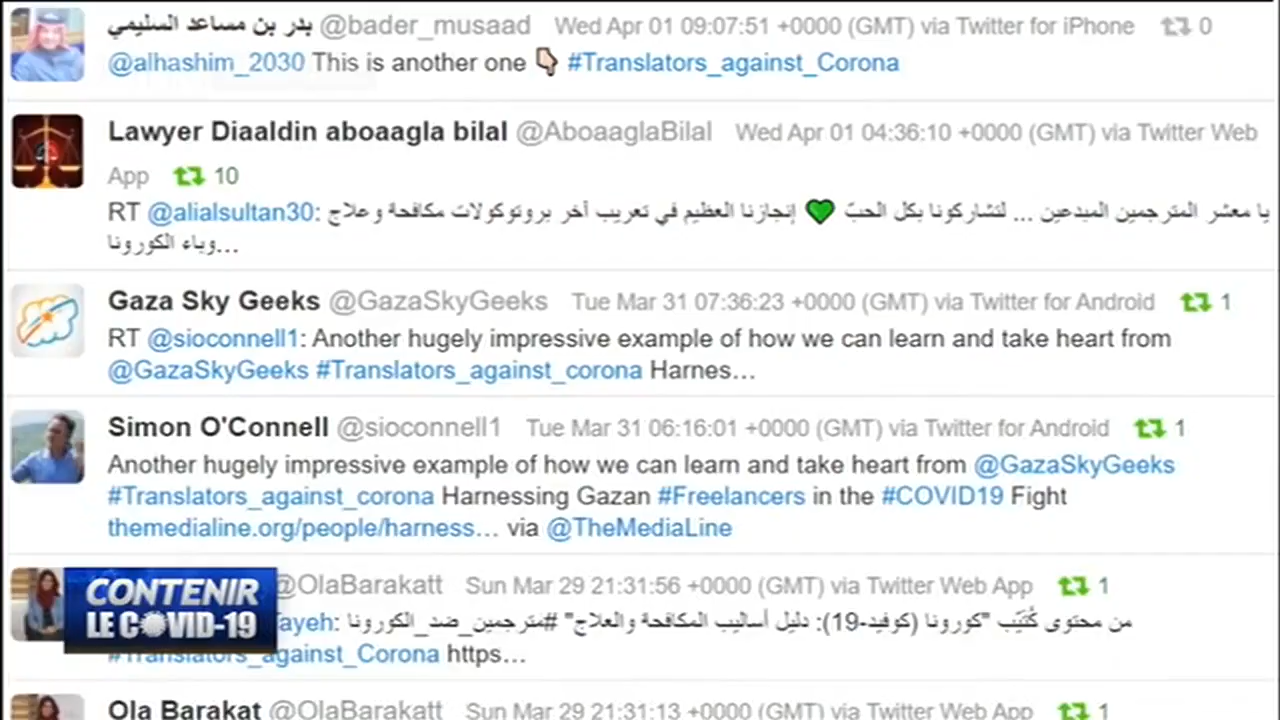 بدر بن مساعد السليمي @bader_musaad Wed Apr 01 09:07:51 +0000 (GMT) via Twitter for iPhone 0
@alhashim_2030 This is another one 👇🏻 #Translators_against_Corona
Lawyer Diaaldin aboaagla bilal @AboaaglaBilal Wed Apr 01 04:36:10 +0000 (GMT) via Twitter Web
App 10
RT @alialsultan30: يا معشر المترجمين المبدعين ... لتشاركونا بكل الحبّ 💚 إنجازنا العظيم في تعريب أخر بروتوكولات مكافحة وعلاج
وباء الكورونا…
Gaza Sky Geeks @GazaSkyGeeks Tue Mar 31 07:36:23 +0000 (GMT) via Twitter for Android 1
RT @sioconnell1: Another hugely impressive example of how we can learn and take heart from
@GazaSkyGeeks #Translators_against_corona Harnes…
Simon O'Connell @sioconnell1 Tue Mar 31 06:16:01 +0000 (GMT) via Twitter for Android 1
Another hugely impressive example of how we can learn and take heart from @GazaSkyGeeks
#Translators_against_corona Harnessing Gazan #Freelancers in the #COVID19 Fight
themedialine.org/people/harness… via @TheMediaLine
@OlaBarakatt Sun Mar 29 21:31:56 +0000 (GMT) via Twitter Web App 1
CONTENIR
LE COVID-19
Tayeh: من محتوى كُتَيّب "كورونا (كوفيد-19): دليل أساليب المكافحة والعلاج" #مترجمين_ضد_الكورونا
#Translators_against_Corona https…
Ola Barakat @OlaBarakatt Sun Mar 29 21:31:13 +0000 (GMT) via Twitter Web App 1